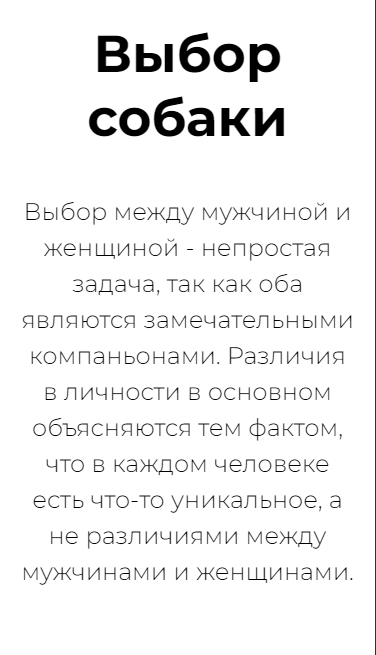 Выбор
собаки
Выбор между мужчиной и
женщиной - непростая
задача, так как оба
являются замечательными
компаньонами. Различия
в личности в основном
объясняются тем фактом,
что в каждом человеке
есть что-то уникальное, а
не различиями между
мужчинами и женщинами.